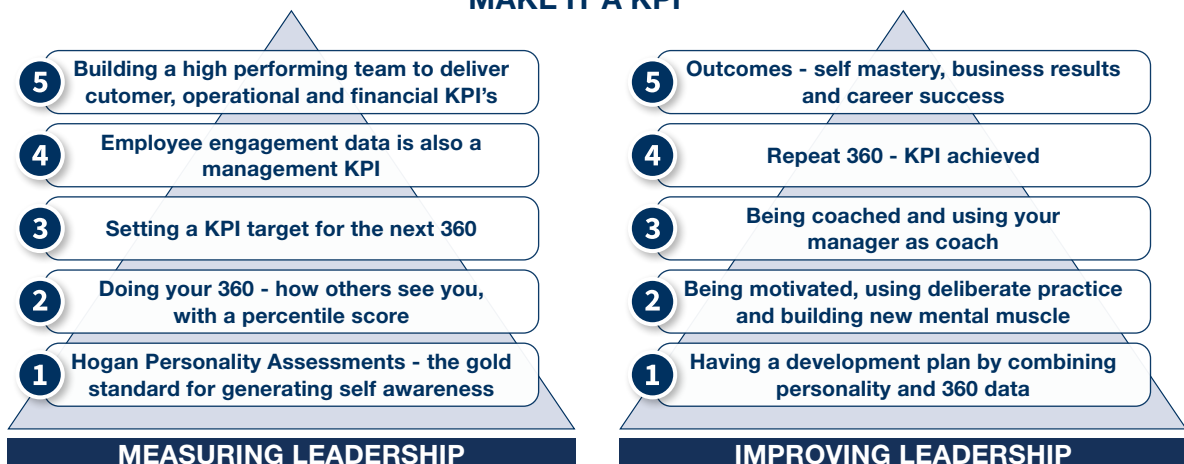 MAKE IT A KPI
5
Building a high performing team to deliver
cutomer, operational and financial KPI's
4
Employee engagement data is also a
management KPI
3
Setting a KPI target for the next 360
2
Doing your 360 - how others see you,
with a percentile score
1
Hogan Personality Assessments - the gold
standard for generating self awareness
MEASURING LEADERSHIP
5
Outcomes - self mastery, business results
and career success
4
Repeat 360 - KPI achieved
3
Being coached and using your
manager as coach
2
Being motivated, using deliberate practice
and building new mental muscle
1
Having a development plan by combining
personality and 360 data
IMPROVING LEADERSHIP